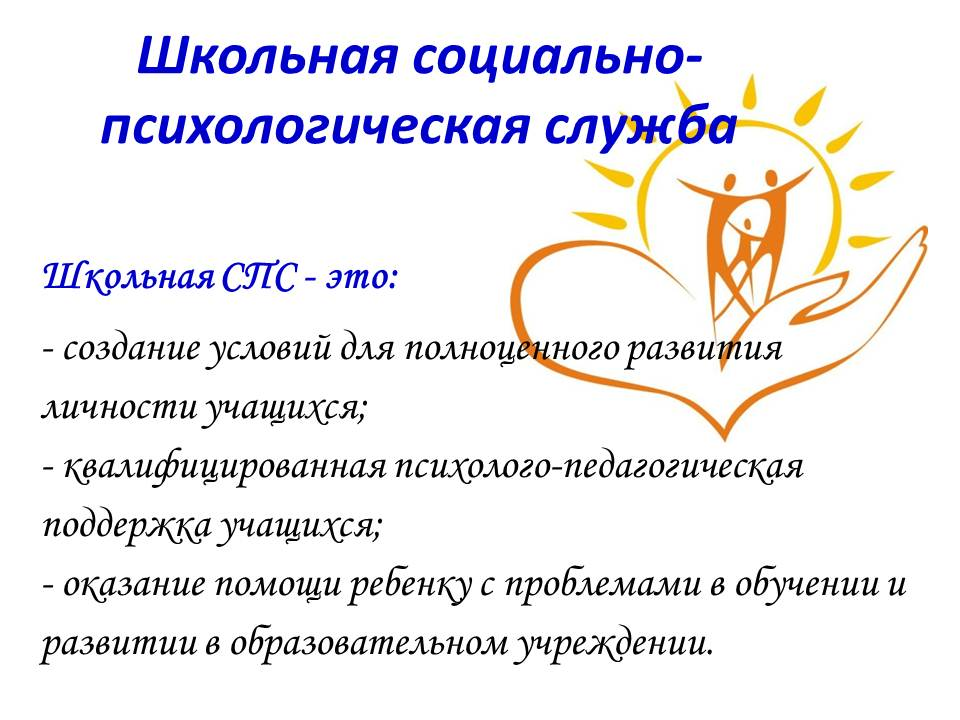 Школьная социально-
психологическая служба
Школьная СПС - это:
- создание условий для полноценного развития
личности учащихся;
- квалифицированная психолого-педагогическая
поддержка учащихся;
- оказание помощи ребенку с проблемами в обучении и
развитии в образовательном учреждении.